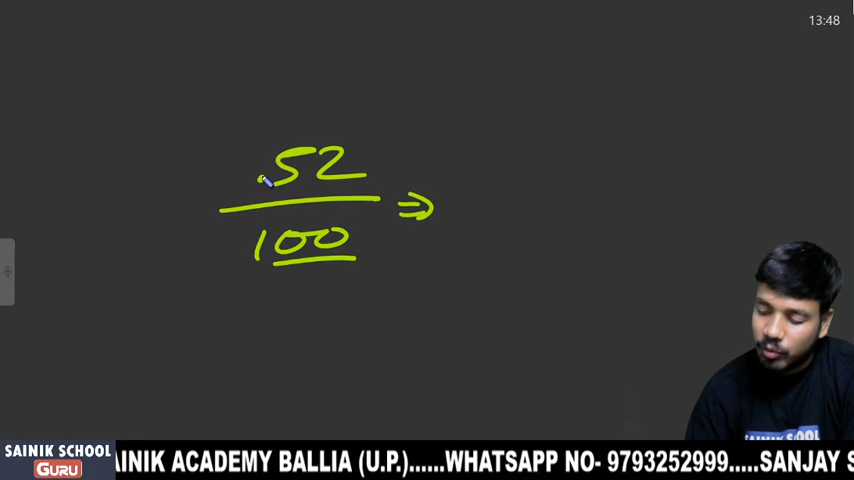 13:48
.52
100 ⇒
SAINIK SCHOOL
GURU
AINIK ACADEMY BALLIA (U.P.)......WHATSAPP NO- 9793252999.....SANJAY S